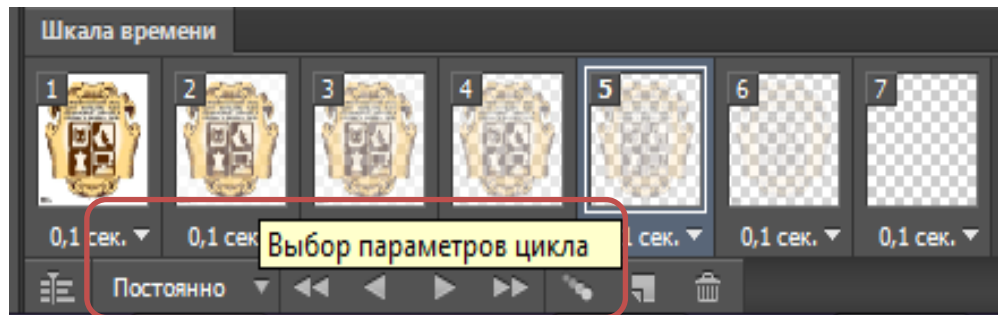 Шкала времени
1 2 3 4 5 6 7
0,1 сек. 0,1 сек сек. 0,1 сек. 0,1 сек.
Выбор параметров цикла
Постоянно